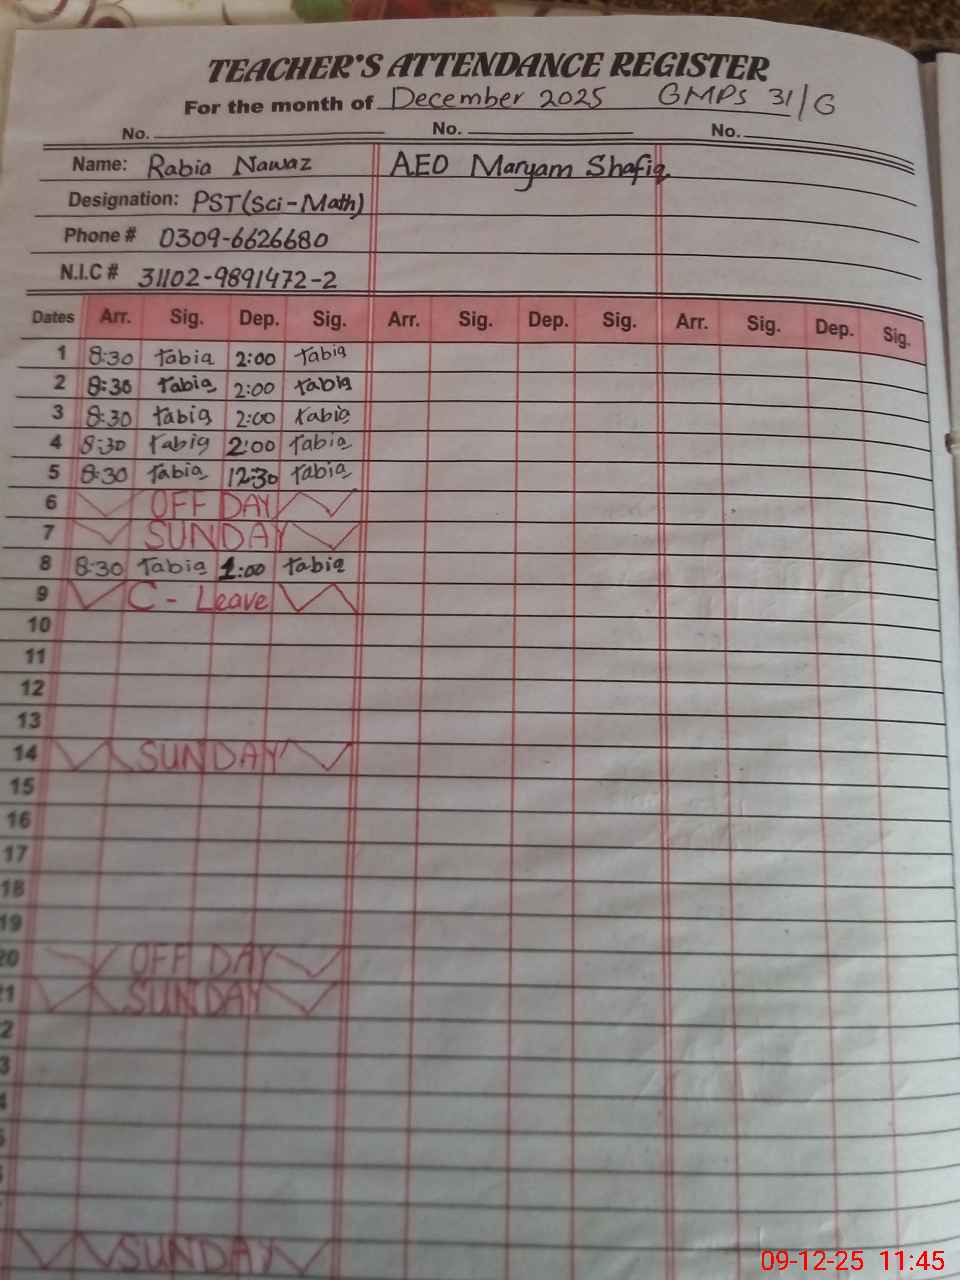 TEACHER'S ATTENDANCE REGISTER
For the month of December 2025 GMPS 31/G
No. No. No.
Name: Rabia Nawaz AEO Maryam Shafiq
Designation: PST(Sci-Math)
Phone # 0309-6626680
N.I.C # 31102-9891472-2
Dates Arr. Sig. Dep. Sig. Arr. Sig. Dep. Sig. Arr. Sig. Dep. Sig.
1 8:30 rabia 2:00 rabia
2 8:30 rabia 2:00 rabia
3 8:30 rabia 2:00 rabia
4 8:30 rabia 2:00 rabia
5 8:30 rabia 12:30 rabia
6 OFF DAY
7 SUNDAY
8 8:30 rabia 1:00 rabia
9 C - Leave
10
11
12
13
14 SUNDAY
15
16
17
18
19
20 OFF DAY
21 SUNDAY
2
3
4
5
SUNDAY
09-12-25 11:45